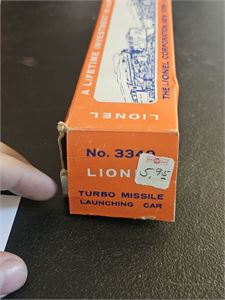 A LIFETIME INVESTMENT IN
THE LIONEL CORPORATION, NEW YORK
LIONEL
No. 3349
5.95
LION
TURBO MISSILE
LAUNCHING CAR